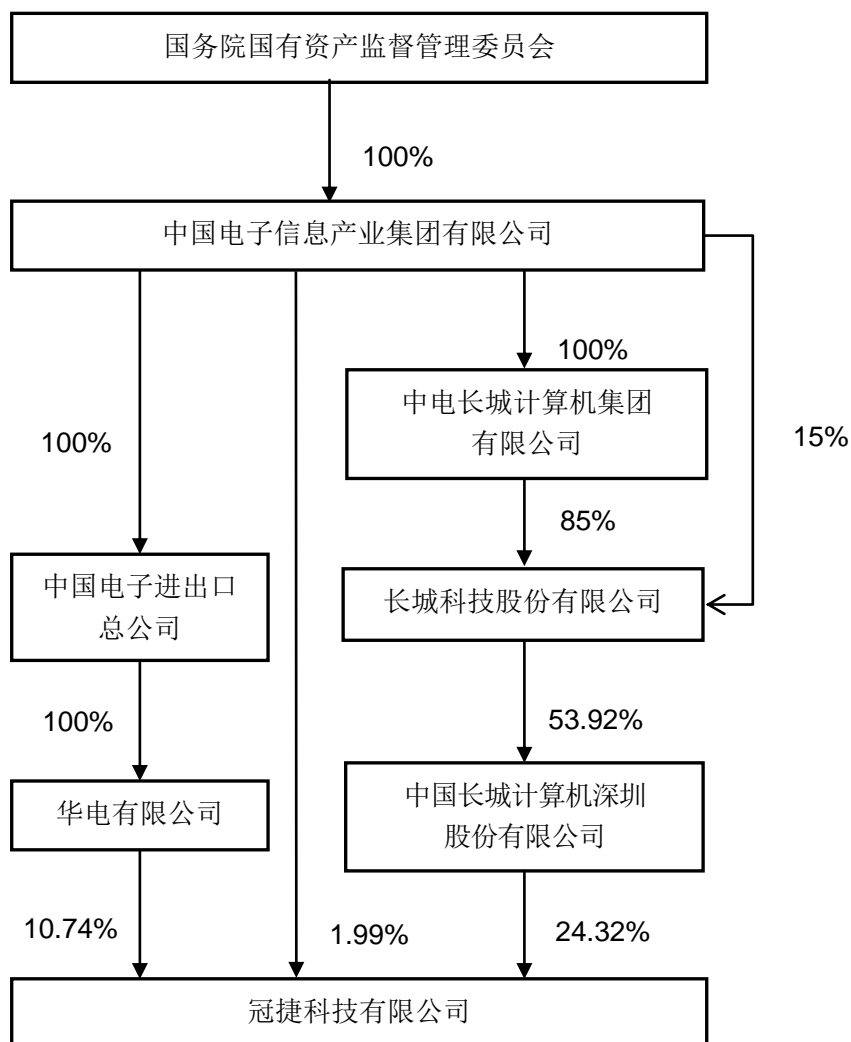 国务院国有资产监督管理委员会
100%
中国电子信息产业集团有限公司
100%
中电长城计算机集团
有限公司
15%
100%
85%
中国电子进出口
总公司
长城科技股份有限公司
100%
53.92%
华电有限公司
中国长城计算机深圳
股份有限公司
10.74%
1.99%
24.32%
冠捷科技有限公司